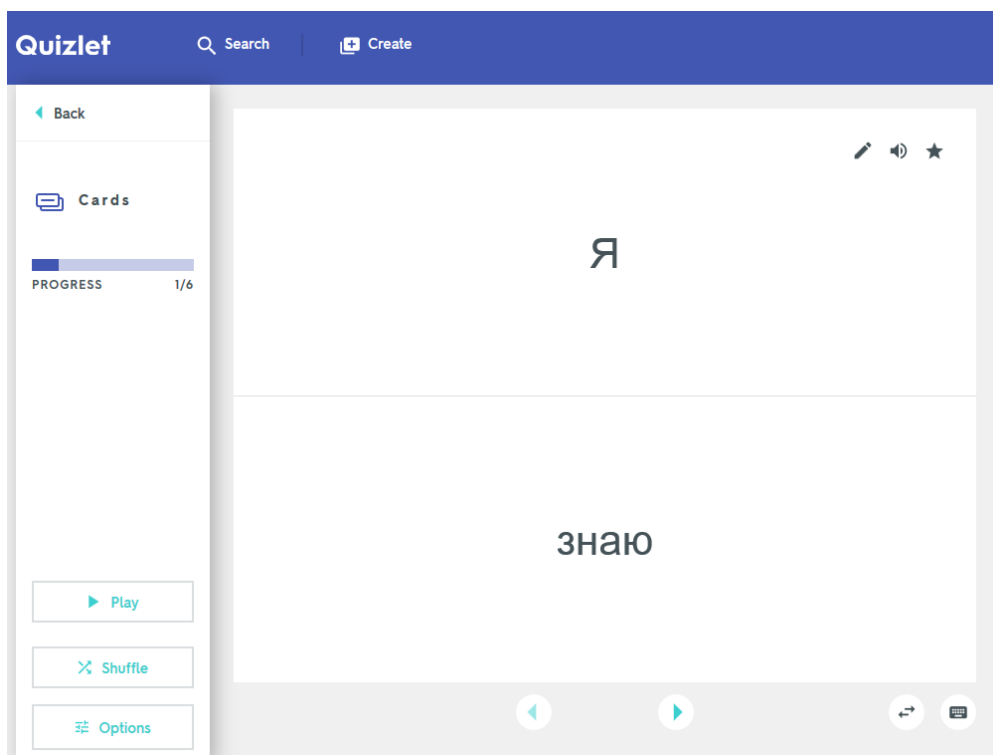 Quizlet
Search
Create
Back
Cards
PROGRESS 1/6
Play
Shuffle
Options
Я
знаю